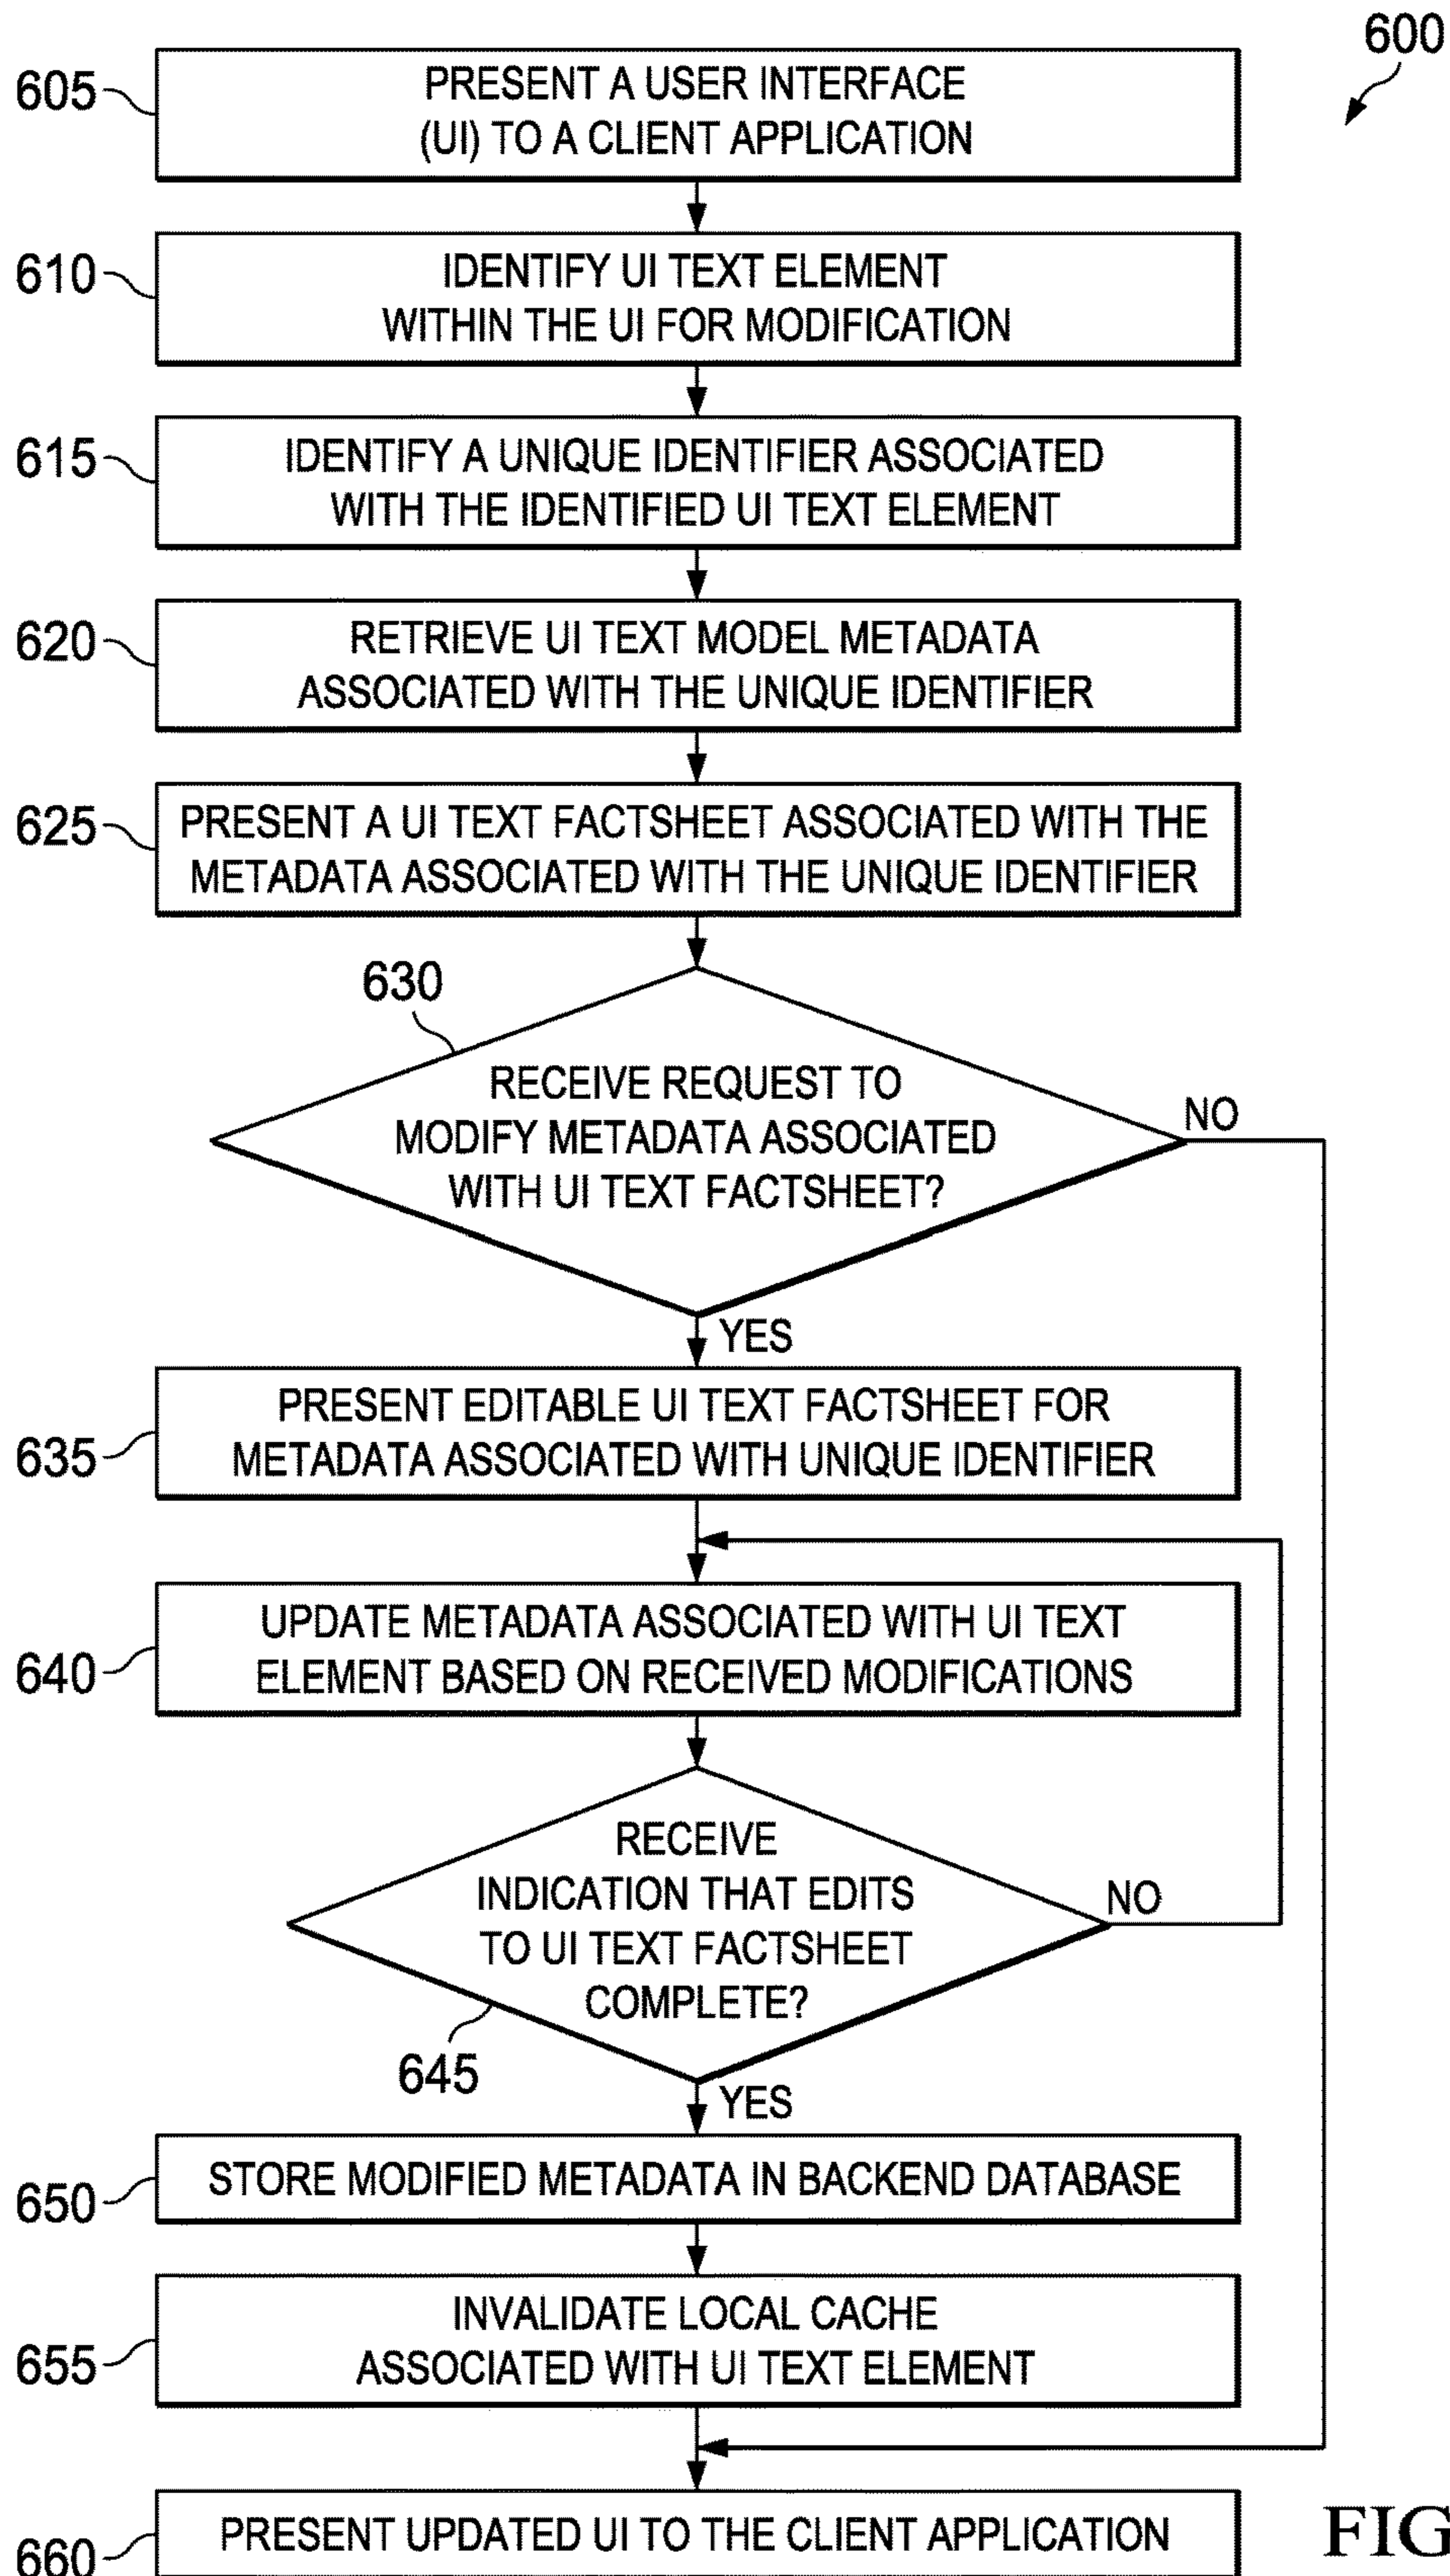 600
605
PRESENT A USER INTERFACE
(UI) TO A CLIENT APPLICATION
610
IDENTIFY UI TEXT ELEMENT
WITHIN THE UI FOR MODIFICATION
615
IDENTIFY A UNIQUE IDENTIFIER ASSOCIATED
WITH THE IDENTIFIED UI TEXT ELEMENT
620
RETRIEVE UI TEXT MODEL METADATA
ASSOCIATED WITH THE UNIQUE IDENTIFIER
625
PRESENT A UI TEXT FACTSHEET ASSOCIATED WITH THE
METADATA ASSOCIATED WITH THE UNIQUE IDENTIFIER
630
RECEIVE REQUEST TO
MODIFY METADATA ASSOCIATED
WITH UI TEXT FACTSHEET?
NO
YES
635
PRESENT EDITABLE UI TEXT FACTSHEET FOR
METADATA ASSOCIATED WITH UNIQUE IDENTIFIER
640
UPDATE METADATA ASSOCIATED WITH UI TEXT
ELEMENT BASED ON RECEIVED MODIFICATIONS
RECEIVE
INDICATION THAT EDITS
TO UI TEXT FACTSHEET
COMPLETE?
NO
645
YES
650
STORE MODIFIED METADATA IN BACKEND DATABASE
655
INVALIDATE LOCAL CACHE
ASSOCIATED WITH UI TEXT ELEMENT
660
PRESENT UPDATED UI TO THE CLIENT APPLICATION
FIG